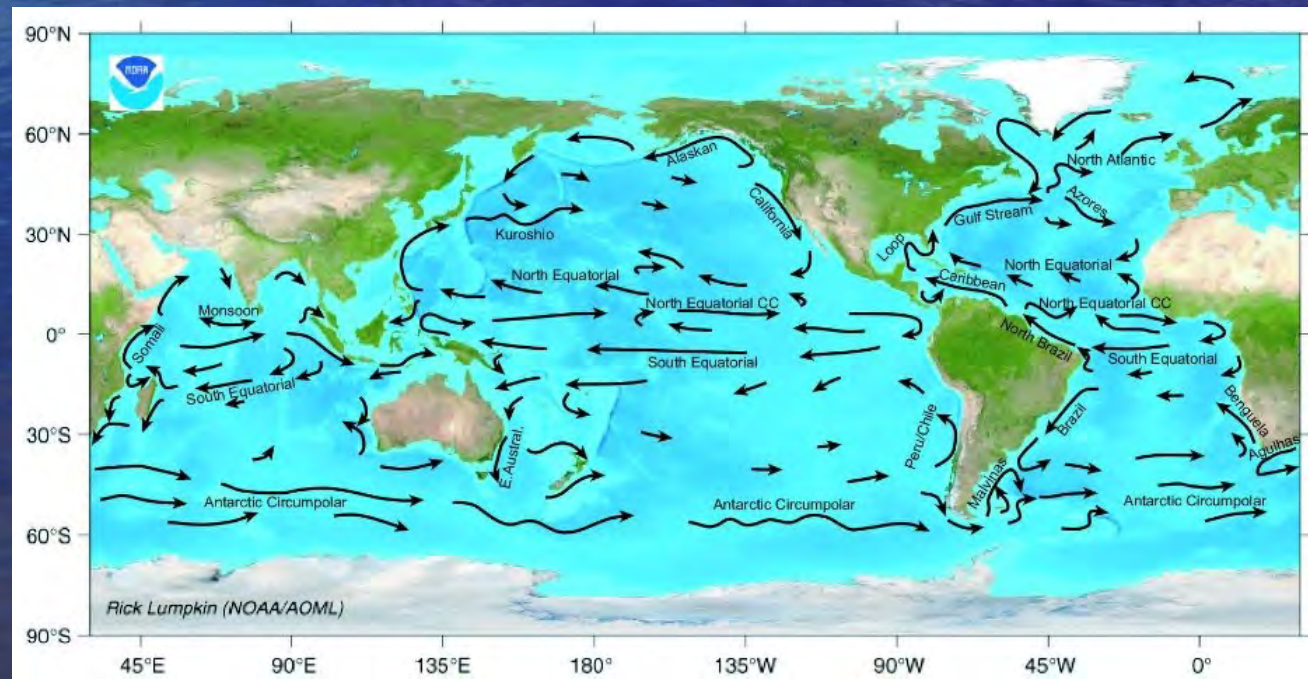 90°N
NOAA
60°N
Alaskan
North Atlantic
California
Azores
Gulf Stream
30°N
Kuroshio
Loop
North Equatorial
North Equatorial
Caribbean
Monsoon
North Equatorial CC
North Equatorial CC
0°
Somali
North Brazil
South Equatorial
South Equatorial
South Equatorial
Benguela
Brazil
30°S
E.Austral.
Peru/Chile
Agulhas
Malvinas
Antarctic Circumpolar
Antarctic Circumpolar
Antarctic Circumpolar
60°S
Rick Lumpkin (NOAA/AOML)
90°S
45°E 90°E 135°E 180° 135°W 90°W 45°W 0°